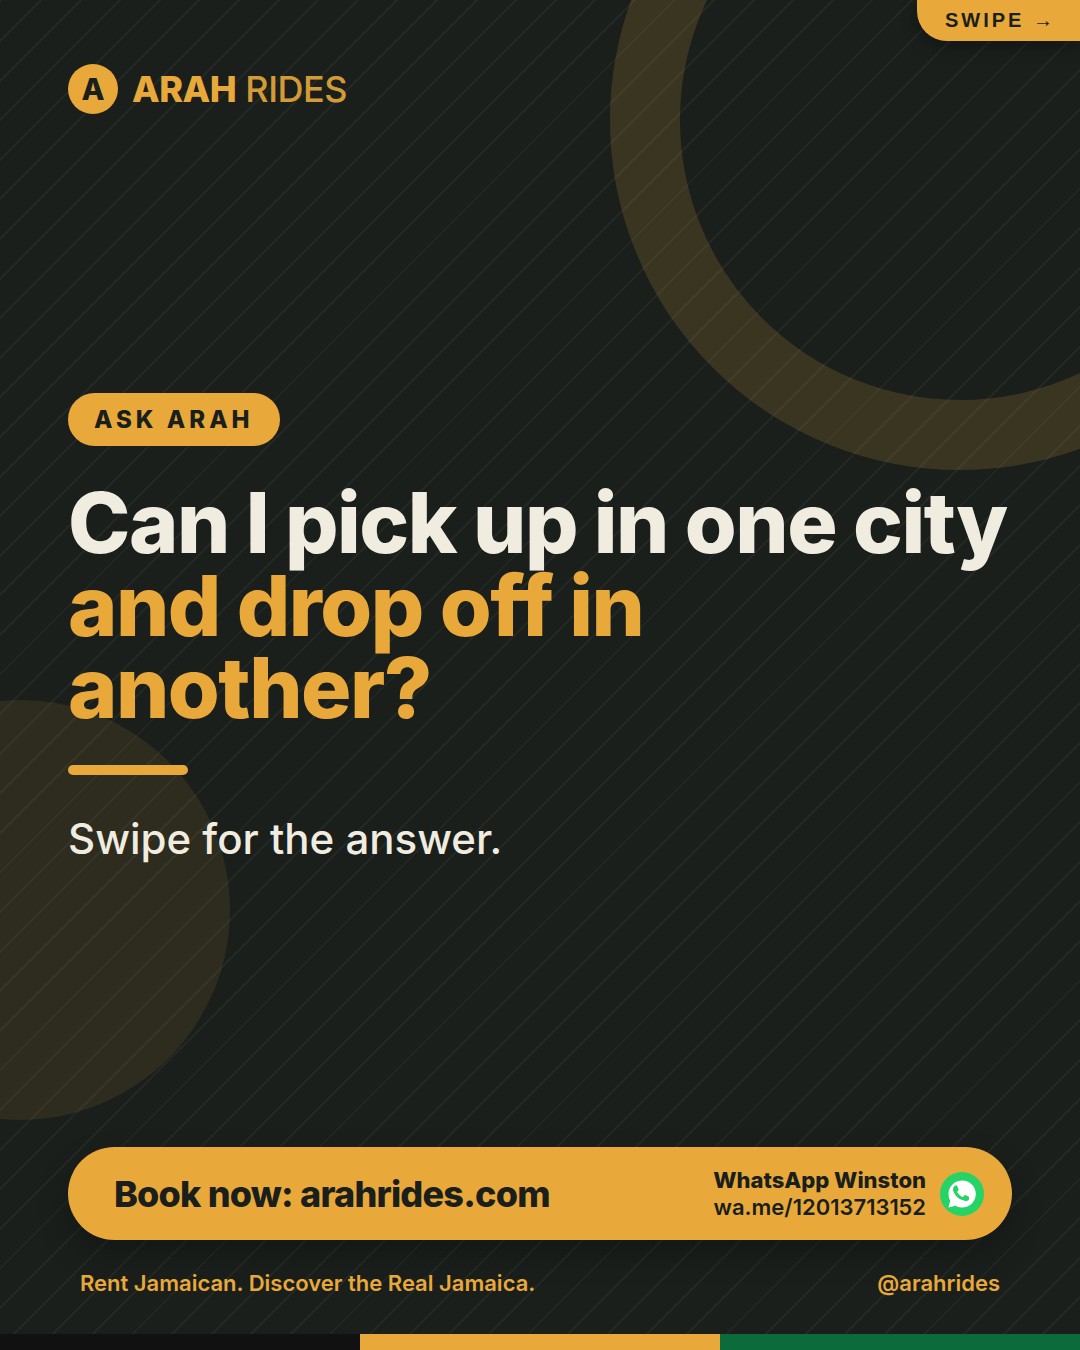 SWIPE →
A ARAH RIDES
ASK ARAH
Can I pick up in one city
and drop off in
another?
Swipe for the answer.
Book now: arahrides.com
WhatsApp Winston
wa.me/12013713152
Rent Jamaican. Discover the Real Jamaica.
@arahrides